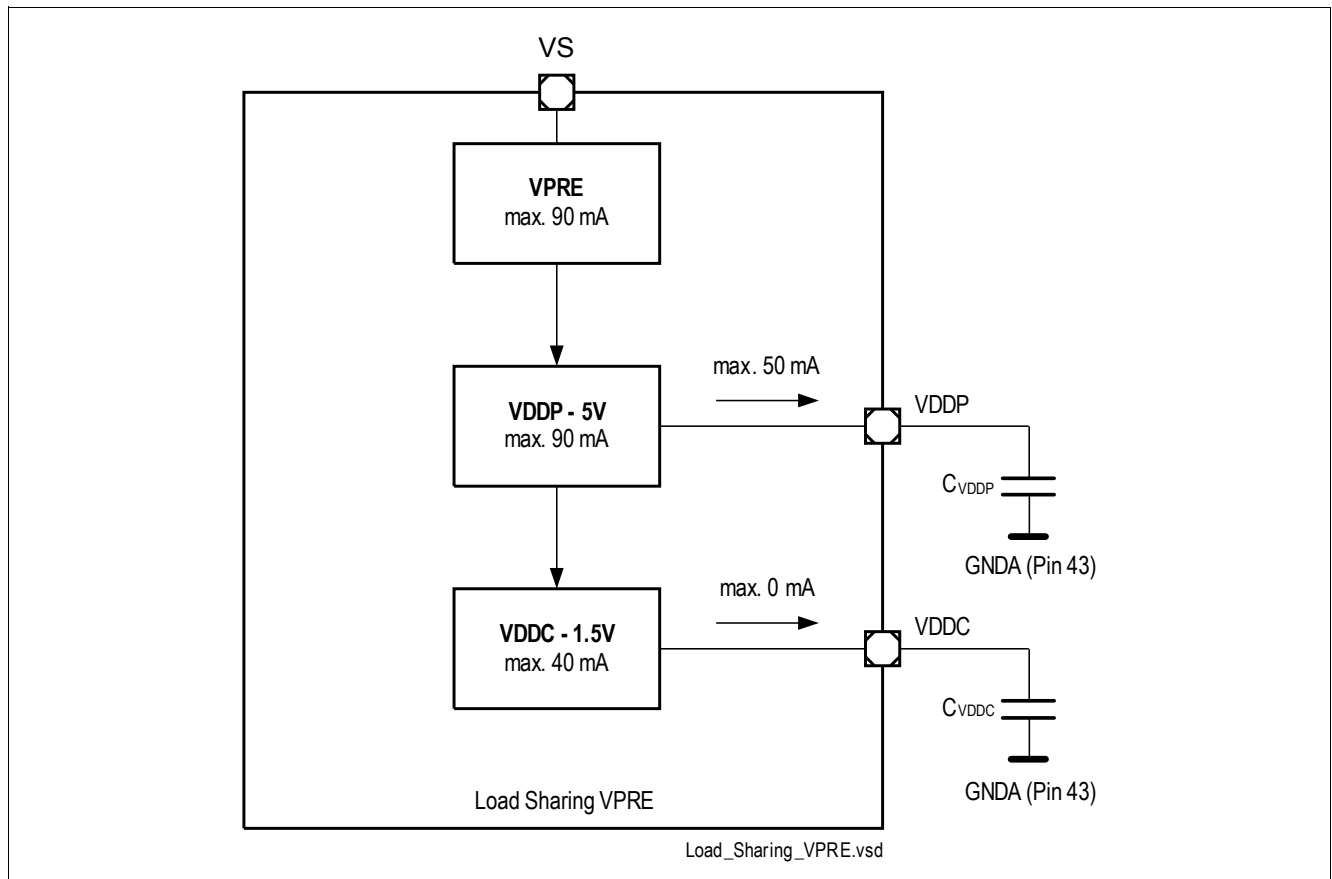 VS
VPRE
max. 90 mA
max. 50 mA
VDDP
VDDP - 5V
max. 90 mA
CVDDP
GNDA (Pin 43)
max. 0 mA
VDDC
VDDC - 1.5V
max. 40 mA
CVDDC
GNDA (Pin 43)
Load Sharing VPRE
Load_Sharing_VPRE.vsd